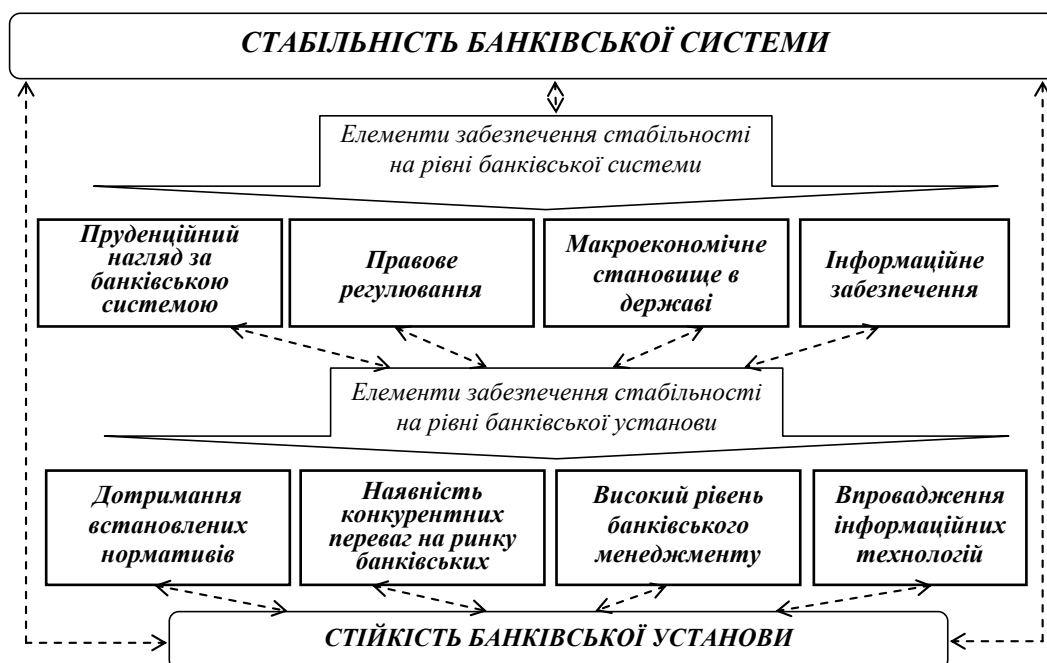 СТАБІЛЬНІСТЬ БАНКІВСЬКОЇ СИСТЕМИ
Елементи забезпечення стабільності
на рівні банківської системи
Пруденційний
нагляд за
банківською
системою
Правове
регулювання
Макроекономічне
становище в
державі
Інформаційне
забезпечення
Елементи забезпечення стабільності
на рівні банківської установи
Дотримання
встановлених
нормативів
Наявність
конкурентних
переваг на ринку
банківських
Високий рівень
банківського
менеджменту
Впровадження
інформаційних
технологій
СТІЙКІСТЬ БАНКІВСЬКОЇ УСТАНОВИ